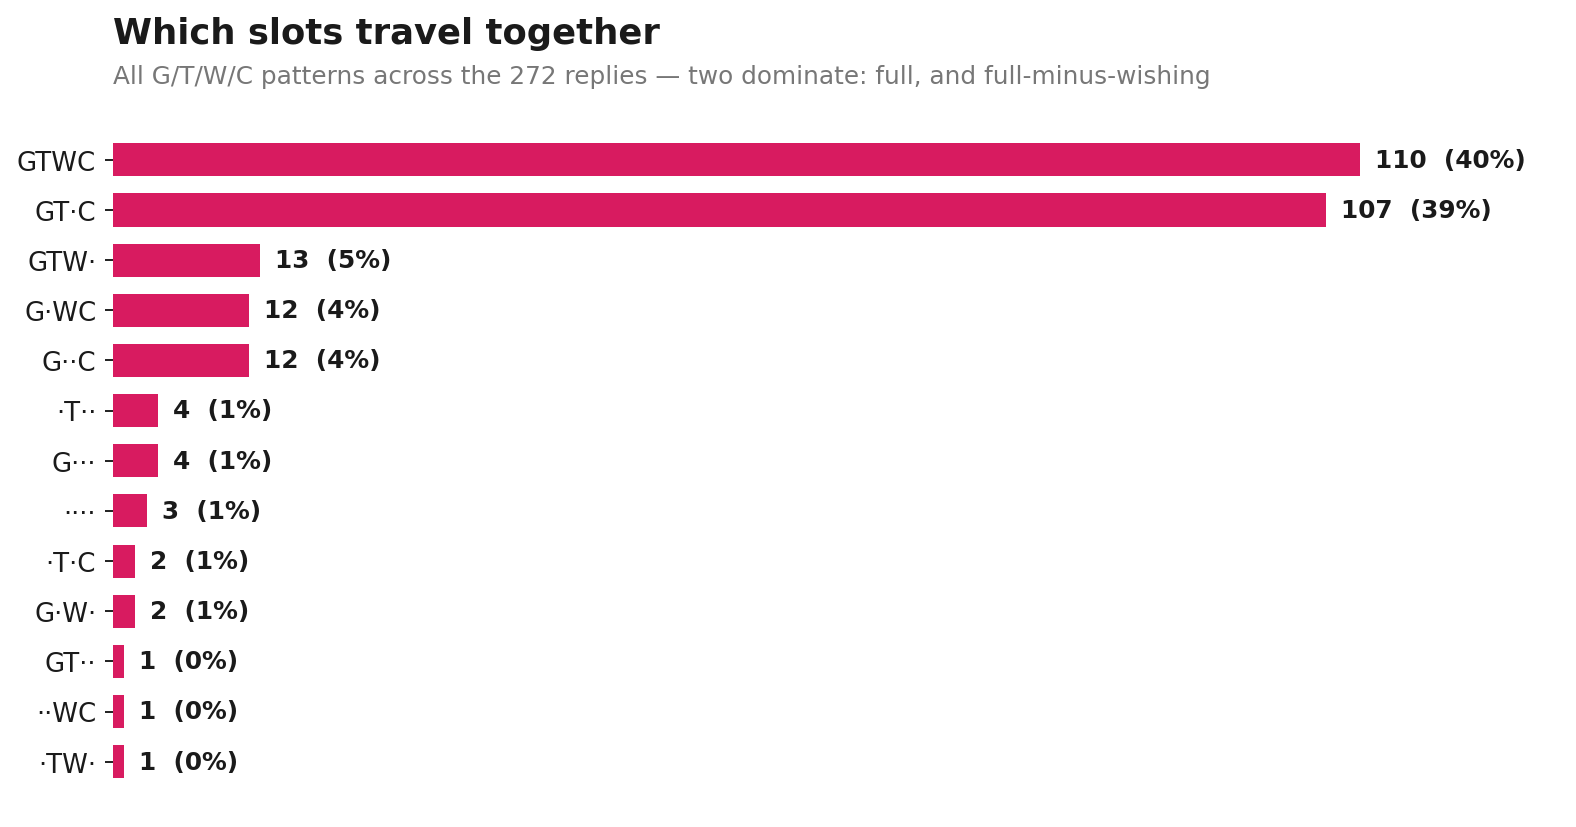 Which slots travel together
All G/T/W/C patterns across the 272 replies — two dominate: full, and full-minus-wishing
GTWC 110 (40%)
GT·C 107 (39%)
GTW· 13 (5%)
G·WC 12 (4%)
G··C 12 (4%)
·T·· 4 (1%)
G··· 4 (1%)
···· 3 (1%)
·T·C 2 (1%)
G·W· 2 (1%)
GT·· 1 (0%)
··WC 1 (0%)
·TW· 1 (0%)